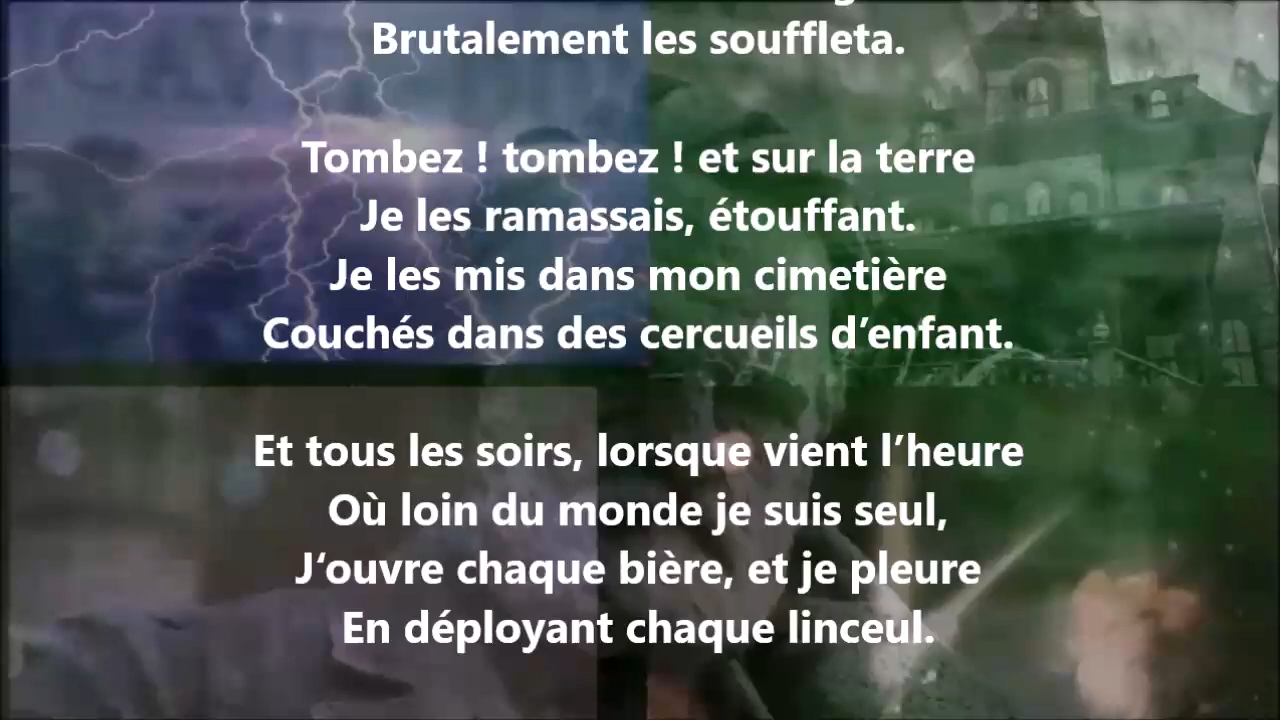 Brutalement les souffleta.
Tombez ! tombez ! et sur la terre
Je les ramassais, étouffant.
Je les mis dans mon cimetière
Couchés dans des cercueils d’enfant.
Et tous les soirs, lorsque vient l’heure
Où loin du monde je suis seul,
J‘ouvre chaque bière, et je pleure
En déployant chaque linceul.